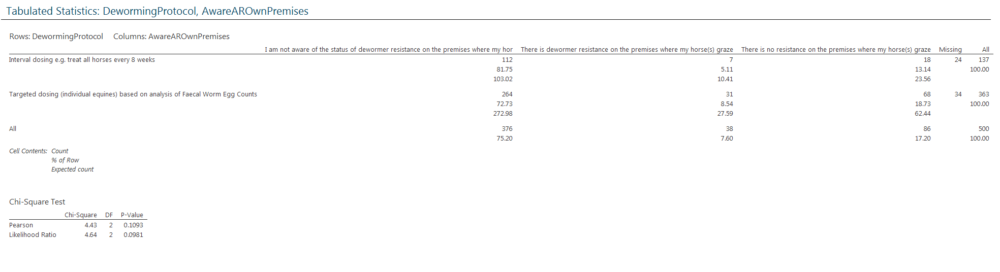 Tabulated Statistics: DewormingProtocol, AwareAROwnPremises
Rows: DewormingProtocol Columns: AwareAROwnPremises
I am not aware of the status of dewormer resistance on the premises where my hor There is dewormer resistance on the premises where my horse(s) graze There is no resistance on the premises where my horse(s) graze Missing All
Interval dosing e.g. treat all horses every 8 weeks 112 7 18 24 137
81.75 5.11 13.14 100.00
103.02 10.41 23.56
Targeted dosing (individual equines) based on analysis of Faecal Worm Egg Counts 264 31 68 34 363
72.73 8.54 18.73 100.00
272.98 27.59 62.44
All 376 38 86 500
75.20 7.60 17.20 100.00
Cell Contents: Count
% of Row
Expected count
Chi-Square Test
Chi-Square DF P-Value
Pearson 4.43 2 0.1093
Likelihood Ratio 4.64 2 0.0981